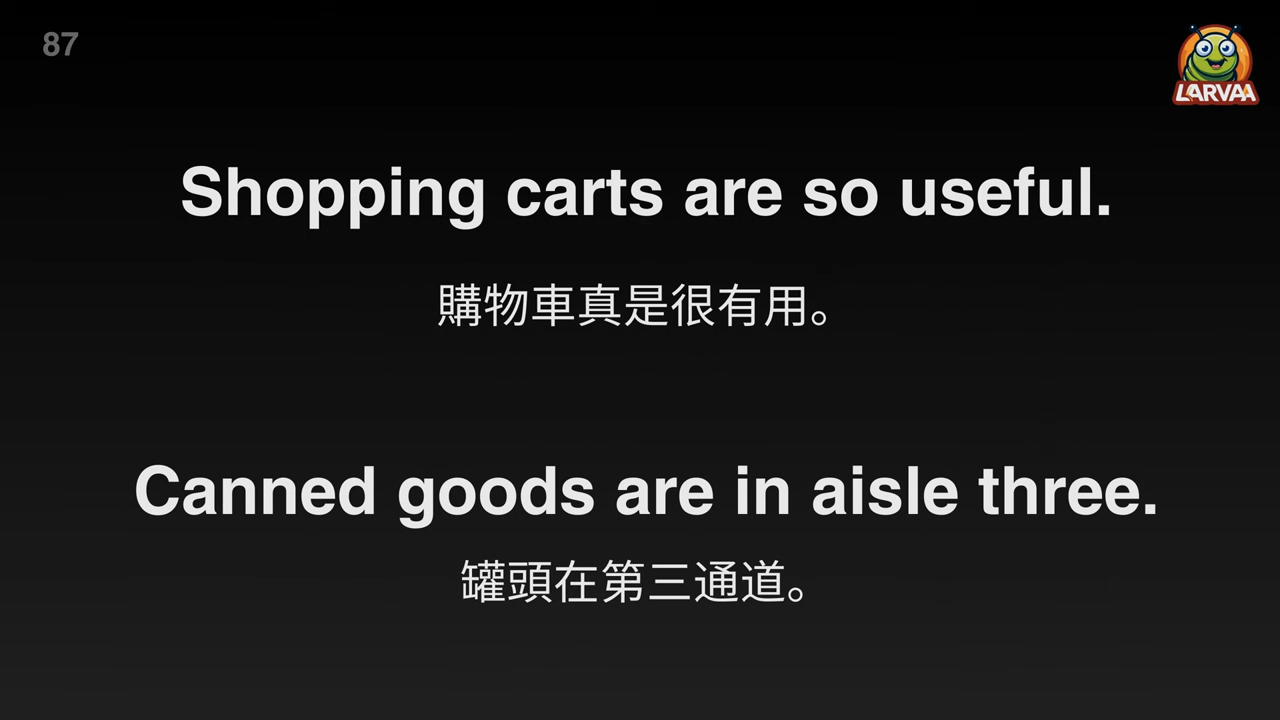 87
LARVAA
Shopping carts are so useful.
購物車真是很有用。
Canned goods are in aisle three.
罐頭在第三通道。